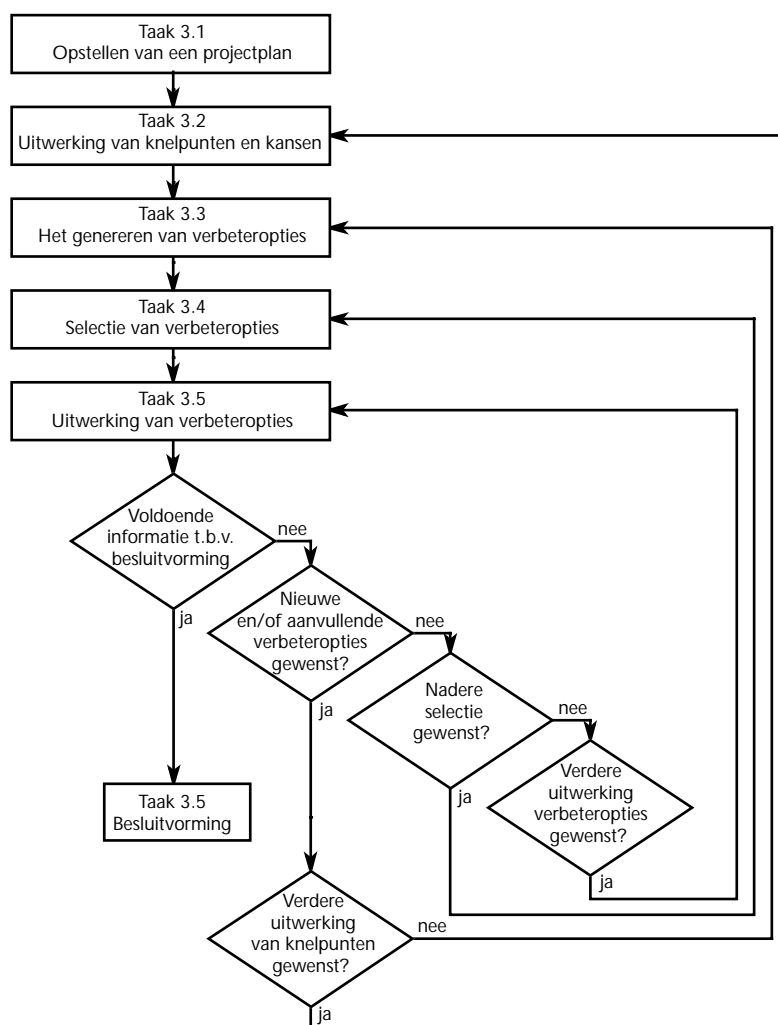 Taak 3.1
Opstellen van een projectplan
Taak 3.2
Uitwerking van knelpunten en kansen
Taak 3.3
Het genereren van verbeteropties
Taak 3.4
Selectie van verbeteropties
Taak 3.5
Uitwerking van verbeteropties
Voldoende
informatie t.b.v.
besluitvorming
nee
ja
Nieuwe
en/of aanvullende
verbeteropties
gewenst?
nee
ja
Nadere
selectie
gewenst?
nee
ja
Verdere
uitwerking
verbeteropties
gewenst?
ja
Taak 3.5
Besluitvorming
Verdere
uitwerking
van knelpunten
gewenst?
nee
ja